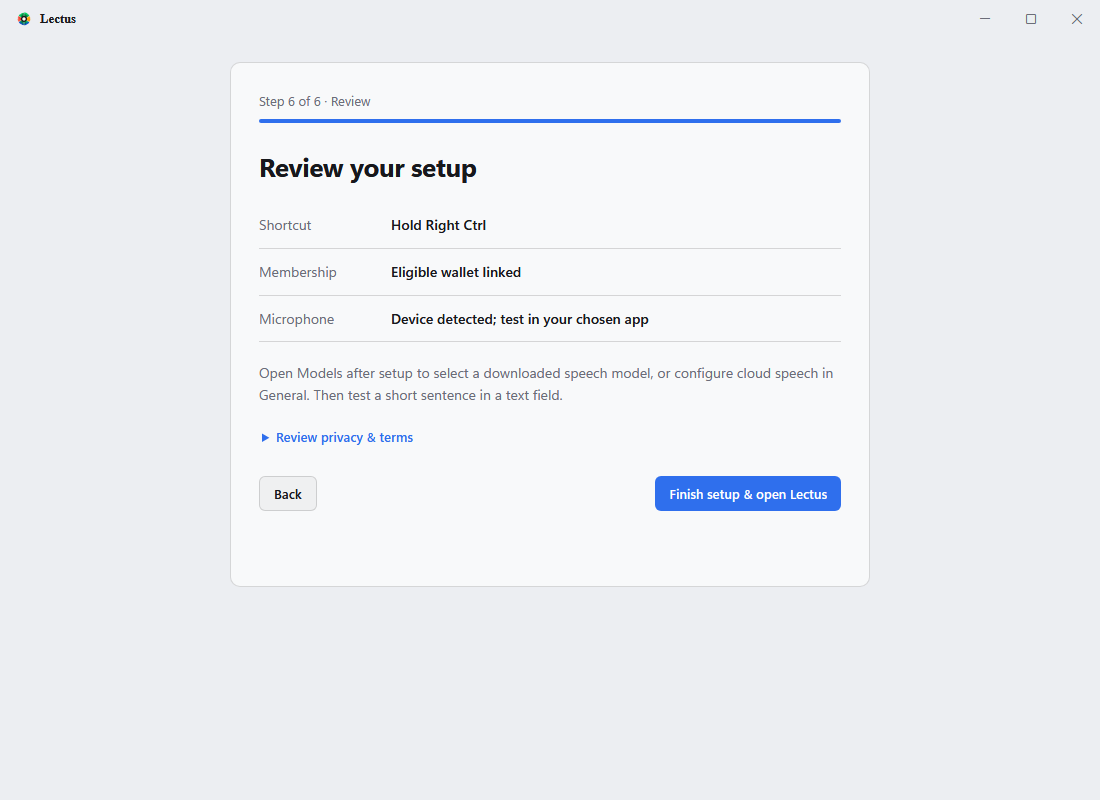 Lectus
Step 6 of 6 · Review
Review your setup
Shortcut Hold Right Ctrl
Membership Eligible wallet linked
Microphone Device detected; test in your chosen app
Open Models after setup to select a downloaded speech model, or configure cloud speech in
General. Then test a short sentence in a text field.
Review privacy & terms
Back Finish setup & open Lectus